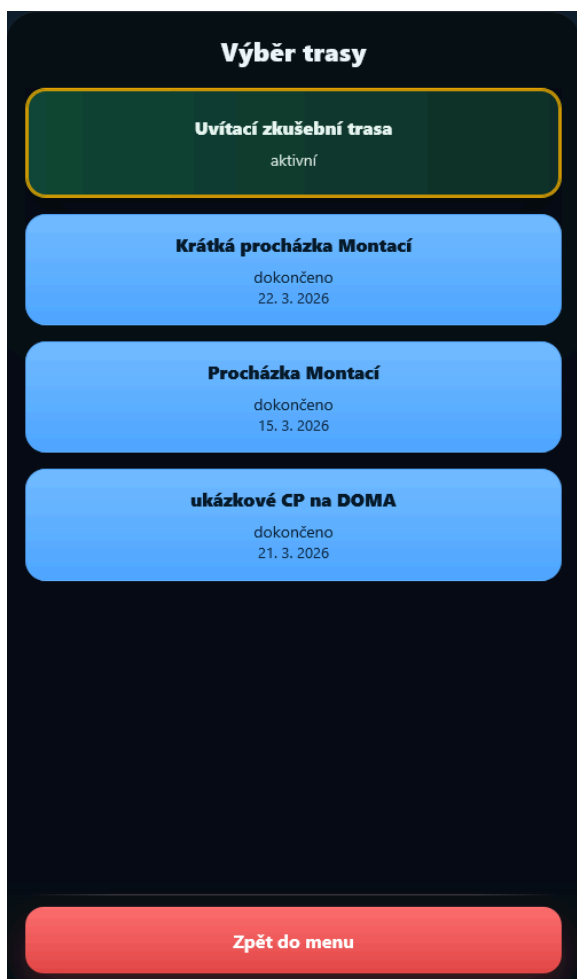 Výběr trasy
Uvítací zkušební trasa
aktivní
Krátká procházka Montací
dokončeno
22. 3. 2026
Procházka Montací
dokončeno
15. 3. 2026
ukázkové CP na DOMA
dokončeno
21. 3. 2026
Zpět do menu